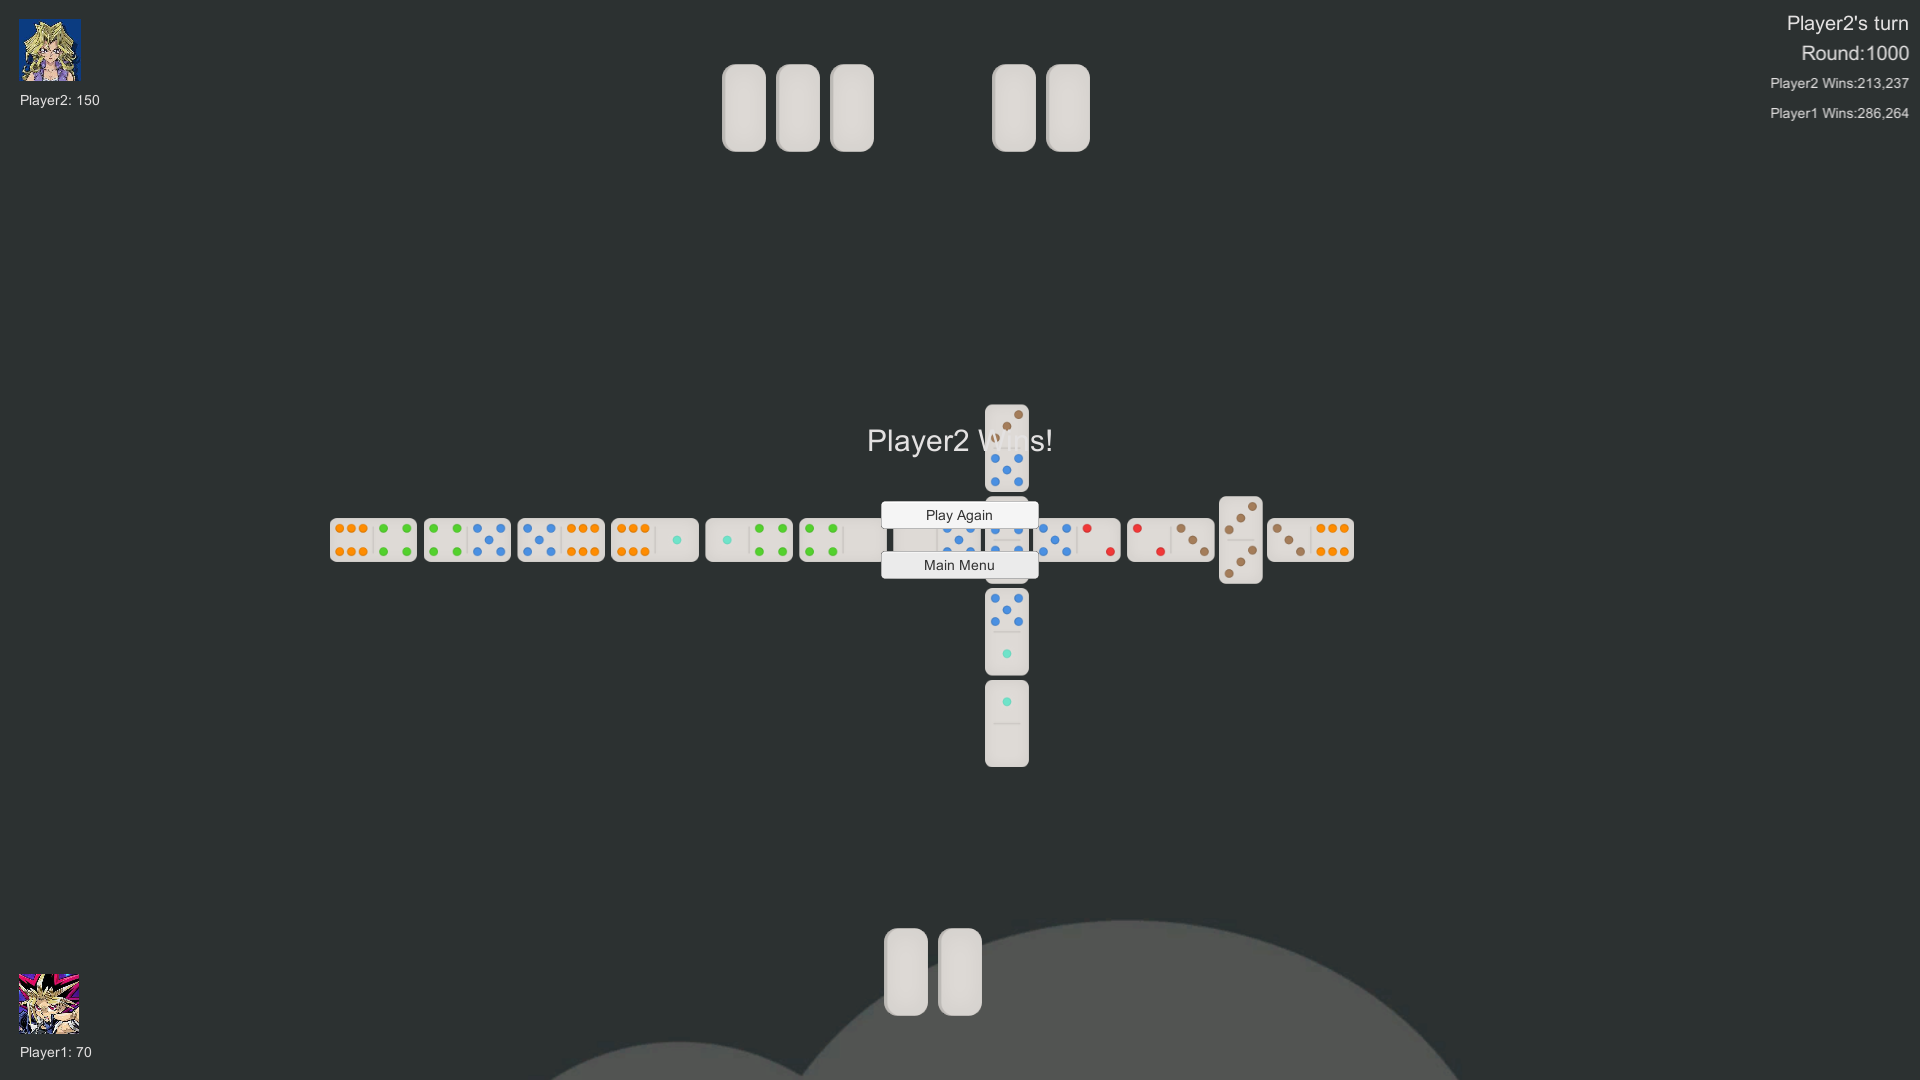 Player2's turn
Round:1000
Player2 Wins:213,237
Player1 Wins:286,264
Player2: 150
Player2 Wins!
Play Again
Main Menu
Player1: 70